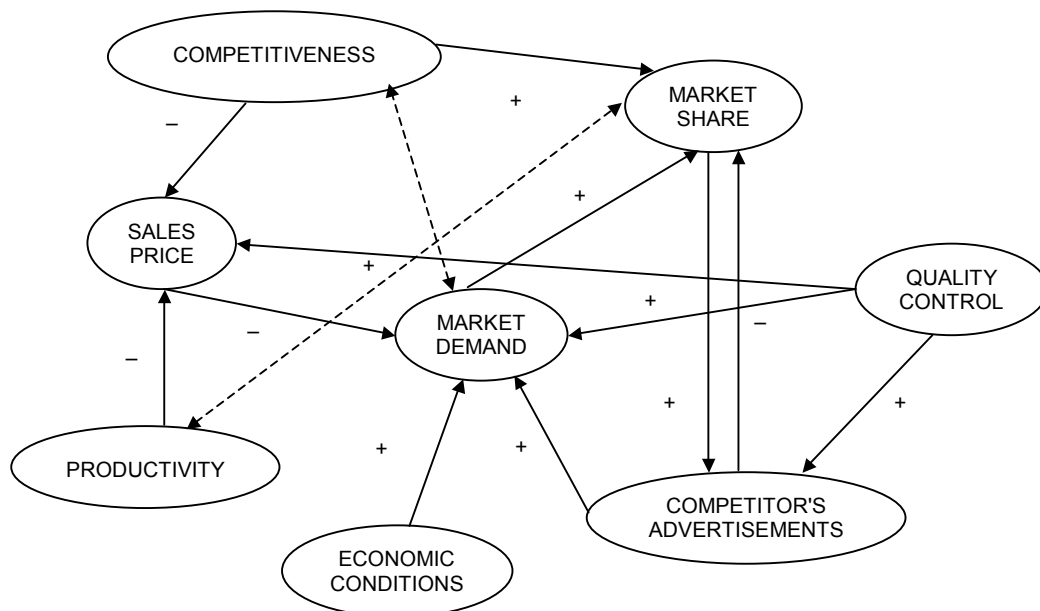 COMPETITIVENESS
+
MARKET
SHARE
–
+
SALES
PRICE
+
QUALITY
CONTROL
+
MARKET
DEMAND
–
–
–
+
+
+
+
PRODUCTIVITY
COMPETITOR'S
ADVERTISEMENTS
ECONOMIC
CONDITIONS